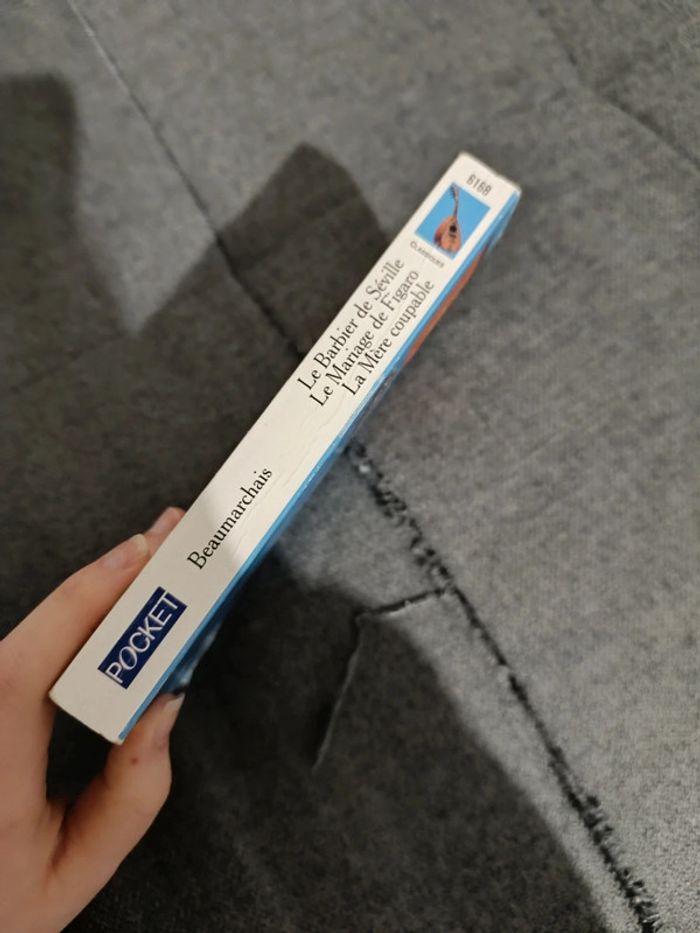 6168
CLASSIQUES
Le Barbier de Séville
Le Mariage de Figaro
La Mère coupable
Beaumarchais
POCKET